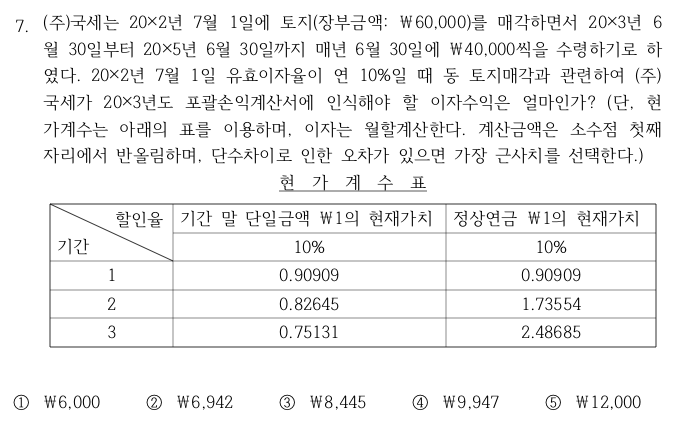 7. (주)국세는 20×2년 7월 1일에 토지(장부금액: ₩60,000)를 매각하면서 20×3년 6
월 30일부터 20×5년 6월 30일까지 매년 6월 30일에 ₩40,000씩을 수령하기로 하
였다. 20×2년 7월 1일 유효이자율이 연 10%일 때 동 토지매각과 관련하여 (주)
국세가 20×3년도 포괄손익계산서에 인식해야 할 이자수익은 얼마인가? (단, 현
가계수는 아래의 표를 이용하며, 이자는 월할계산한다. 계산금액은 소수점 첫째
자리에서 반올림하며, 단수차이로 인한 오차가 있으면 가장 근사치를 선택한다.)
현 가 계 수 표
할인율 기간 말 단일금액 ₩1의 현재가치 정상연금 ₩1의 현재가치
기간 10% 10%
1 0.90909 0.90909
2 0.82645 1.73554
3 0.75131 2.48685
① ₩6,000 ② ₩6,942 ③ ₩8,445 ④ ₩9,947 ⑤ ₩12,000